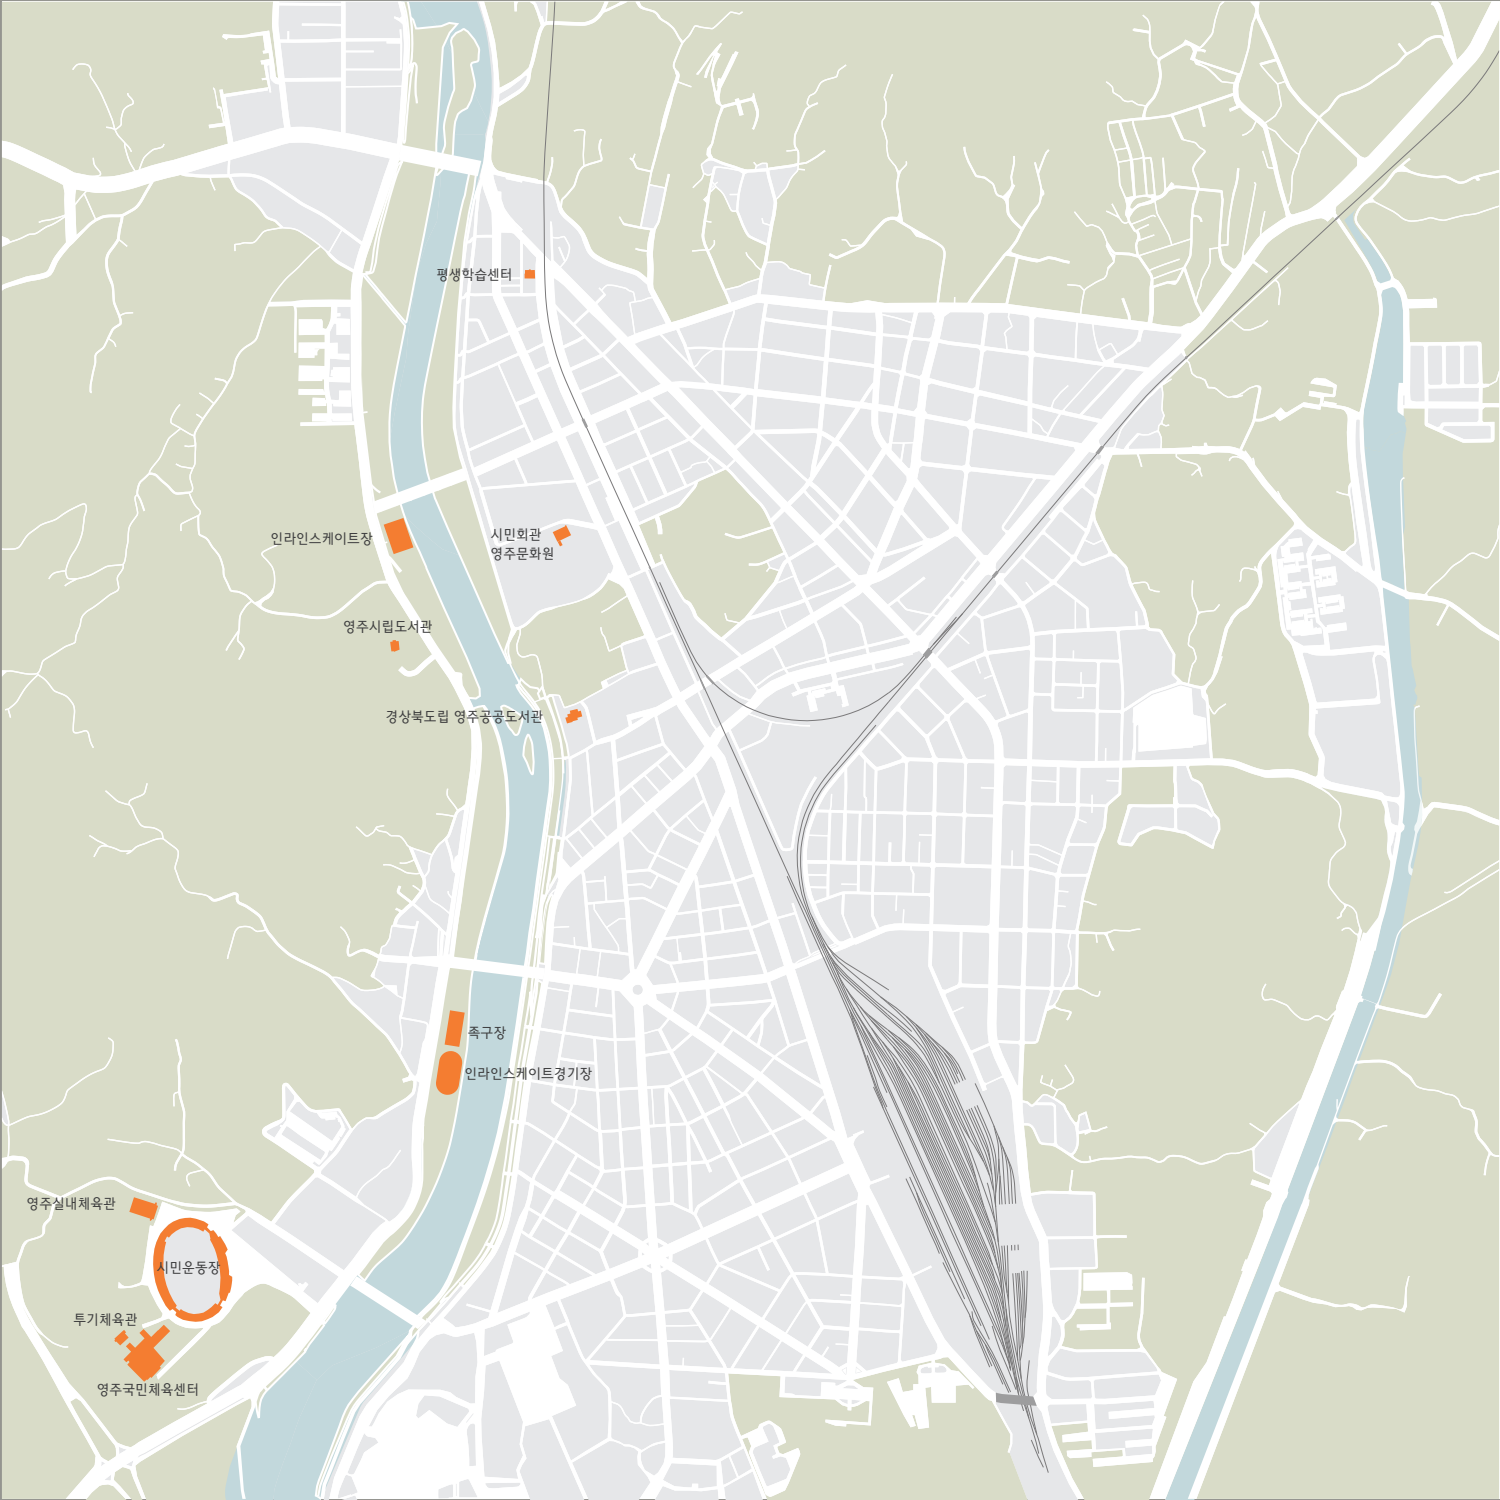 평생학습센터
인라인스케이트장
시민회관
영주문화원
영주시립도서관
경상북도립 영주공공도서관
족구장
인라인스케이트경기장
영주실내체육관
시민운동장
투기체육관
영주국민체육센터